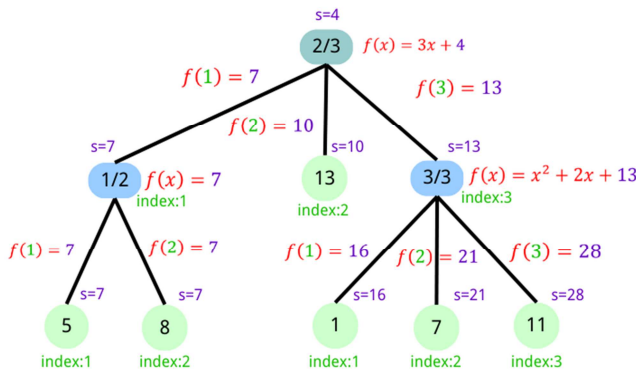 s=4
2/3
f(x) = 3x + 4
f(1) = 7
f(2) = 10
f(3) = 13
s=7
s=10
s=13
1/2
f(x) = 7
index:1
13
index:2
3/3
f(x) = x² + 2x + 13
index:3
f(1) = 7
f(2) = 7
f(1) = 16
f(2) = 21
f(3) = 28
s=7
s=7
s=16
s=21
s=28
5
8
1
7
11
index:1
index:2
index:1
index:2
index:3